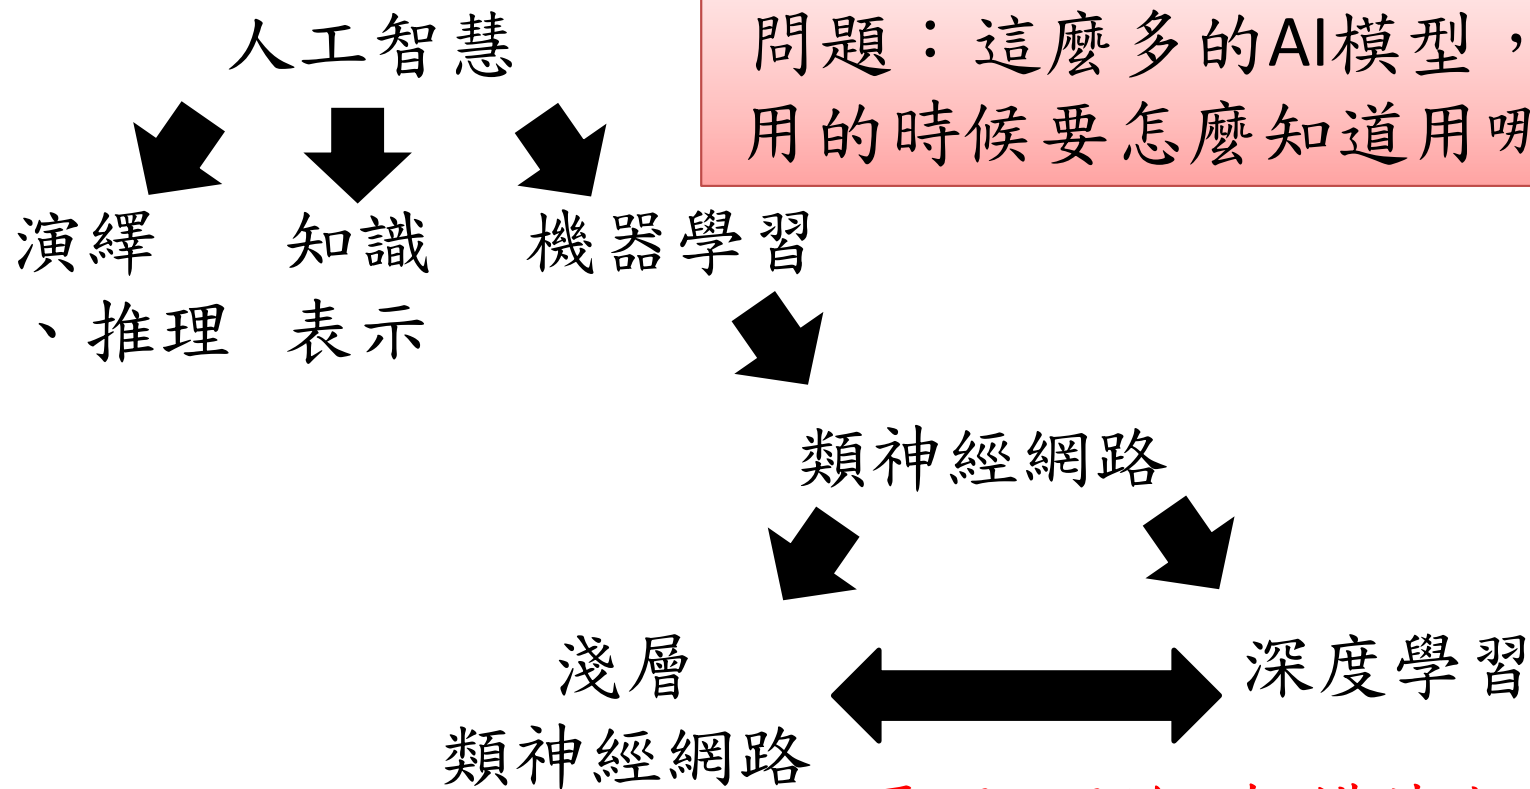 人工智慧
問題：這麼多的AI模型，
用的時候要怎麼知道用哪
演繹
、推理
知識
表示
機器學習
類神經網路
淺層
類神經網路
深度學習